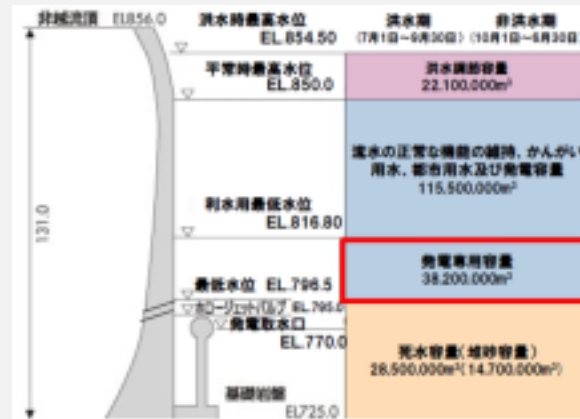 非越流頂 EL856.0
洪水時最高水位
EL.854.50
洪水期 非洪水期
(7月1日~9月30日) (10月1日~6月30日)
平常時最高水位
EL.850.0
洪水調節容量
22.100.000m³
流水の正常な機能の維持、かんがい
用水、都市用水及び発電容量
115.500.000m³
利水用最低水位
EL.816.80
131.0
発電専用容量
38.200.000m³
最低水位 EL.796.5
ホロージェットバルブ EL.795.0
発電取水口
EL.770.0
死水容量(堆砂容量)
28.500.000m³(14.700.000m³)
基礎岩盤
EL725.0